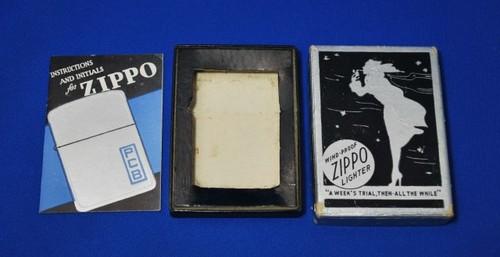 INSTRUCTIONS
AND INITIALS
for ZIPPO
PCB
WIND-PROOF
ZIPPO
LIGHTER
"A WEEK'S TRIAL, THEN-ALL THE WHILE"